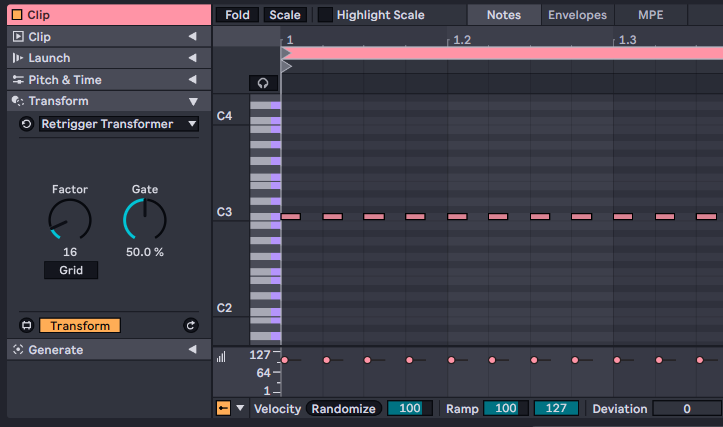 Clip
Fold Scale Highlight Scale Notes Envelopes MPE
Clip
1 1.2 1.3
Launch
Pitch & Time
Transform
Retrigger Transformer
C4
Factor Gate
C3
16 50.0 %
Grid
C2
Transform
Generate
127
64
1
Velocity Randomize 100 Ramp 100 127 Deviation 0